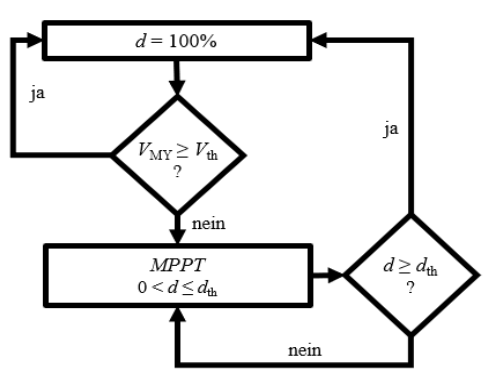 d = 100%
ja
V_MY ≥ V_th
?
ja
nein
MPPT
0 < d ≤ d_th
d ≥ d_th
?
nein